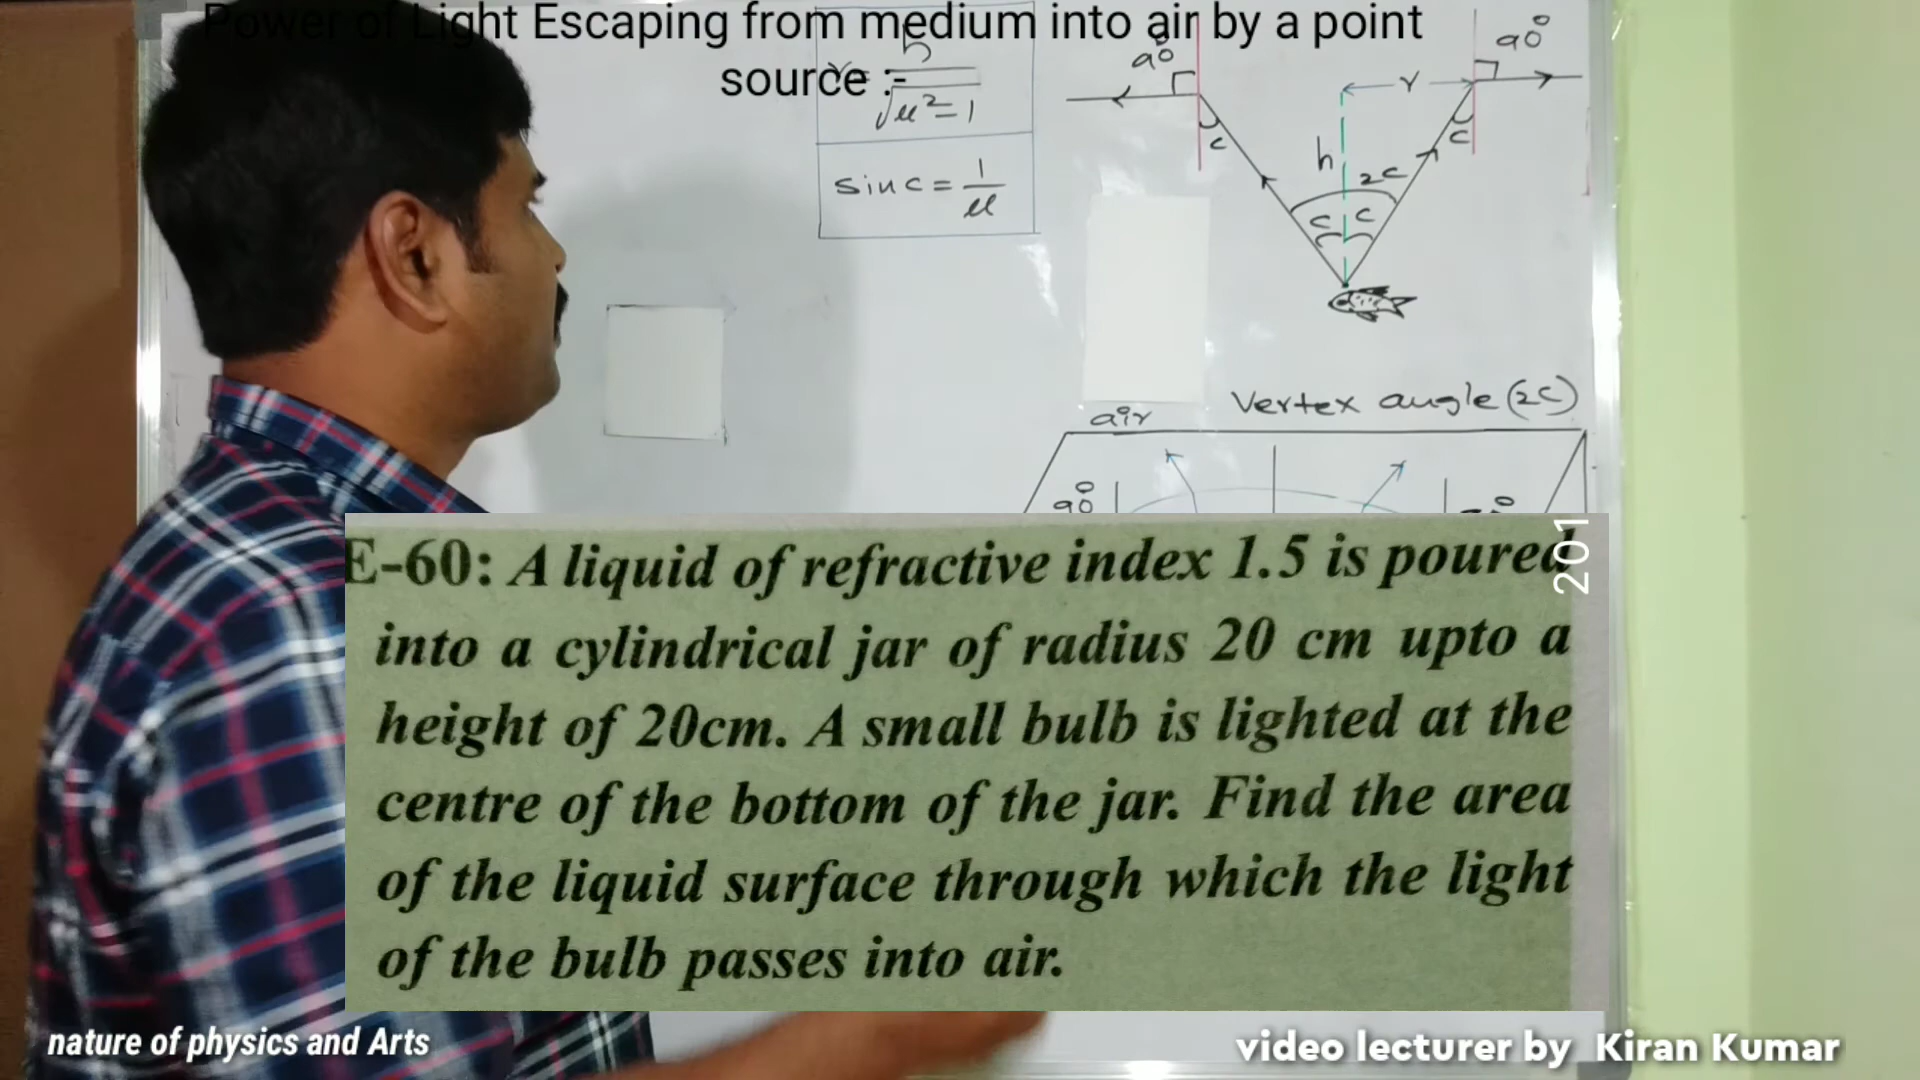 Power of Light Escaping from medium into air by a point
source :-
h
√μ²-1
sin c = 1/μ
90°
90°
r
c
c
h
2c
c
c
Vertex angle (2c)
air
90°
E-60: A liquid of refractive index 1.5 is poured
into a cylindrical jar of radius 20 cm upto a
height of 20cm. A small bulb is lighted at the
centre of the bottom of the jar. Find the area
of the liquid surface through which the light
of the bulb passes into air.
201
nature of physics and Arts
video lecturer by Kiran Kumar